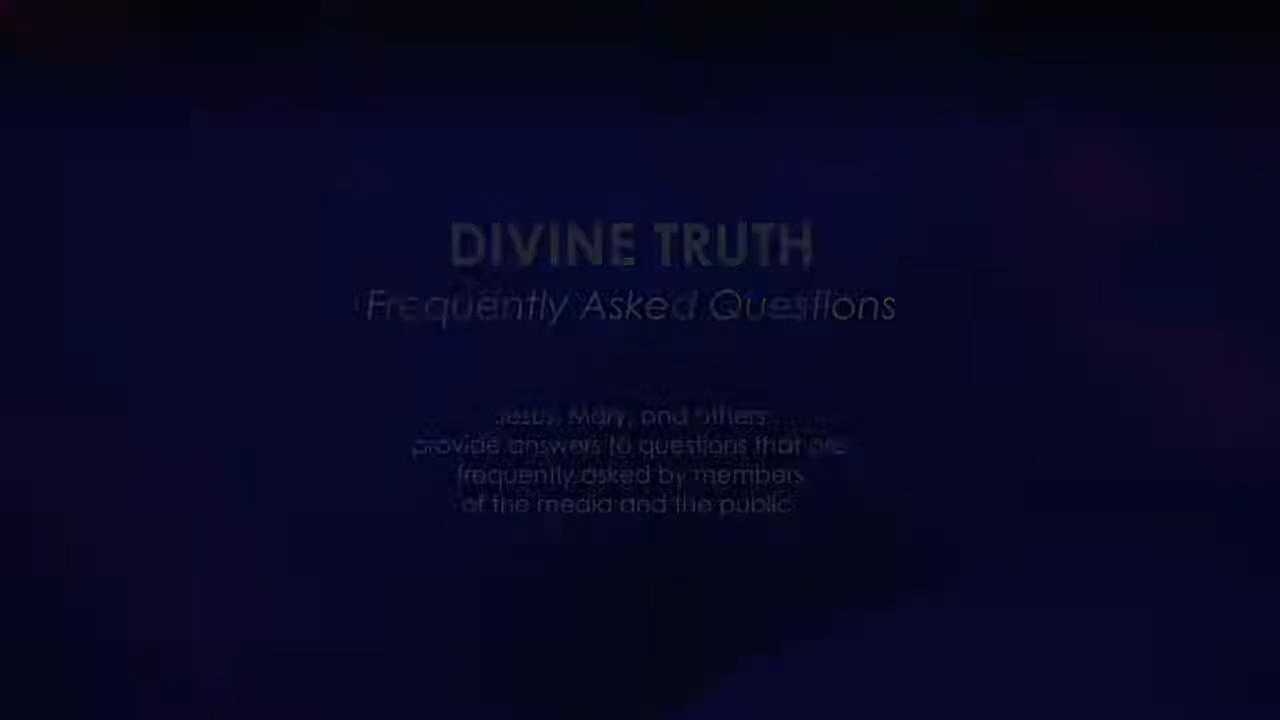 DIVINE TRUTH
Frequently Asked Questions
Jesus, Mary, and others
provide answers to questions that are
frequently asked by members
of the media and the public